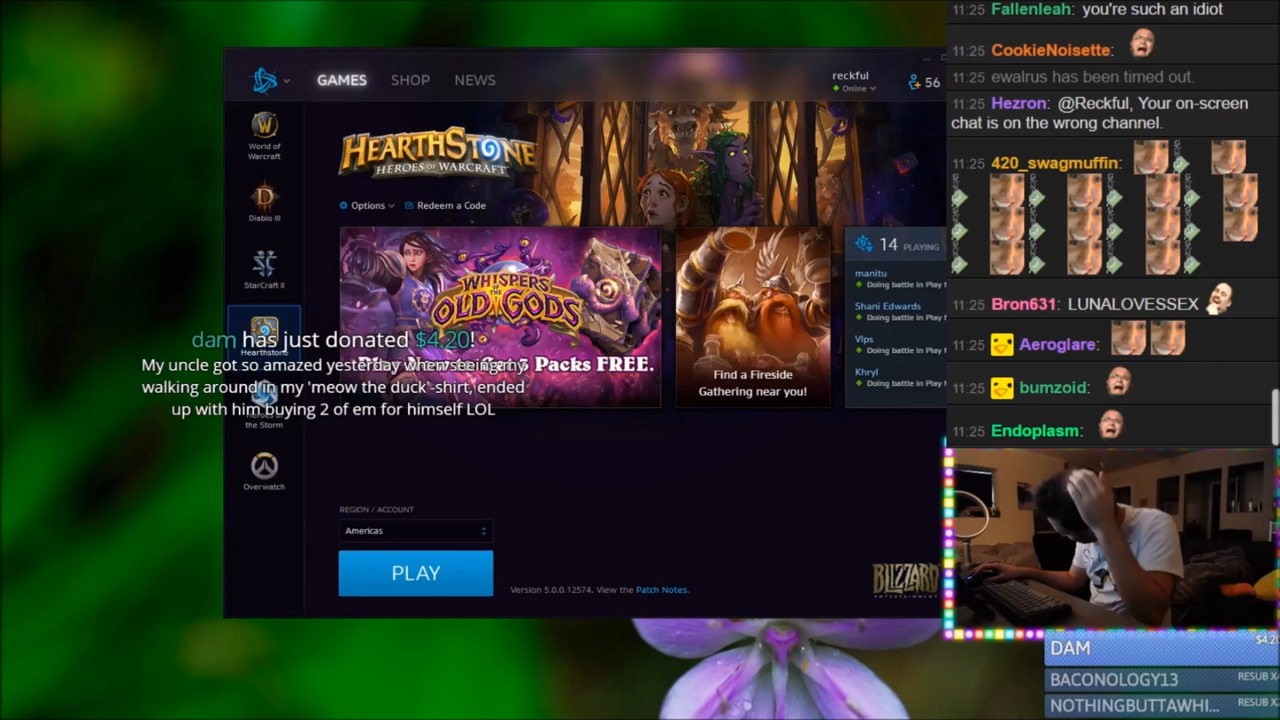 GAMES SHOP NEWS
reckful
Online
56
World of
Warcraft
Diablo III
StarCraft II
Hearthstone
of the Storm
Overwatch
HEARTHSTONE
HEROES OF WARCRAFT
Options
Redeem a Code
WHISPERS
OF THE
OLD GODS
Packs FREE.
Find a Fireside
Gathering near you!
14 PLAYING
manitu
Doing battle in Play
Shani Edwards
Doing battle in Play
Vlps
Doing battle in Play
Khryl
Doing battle in Play
dam has just donated $4.20!
My uncle got so amazed yesterday when seeing my
walking around in my 'meow the duck'-shirt, ended
up with him buying 2 of em for himself LOL
REGION / ACCOUNT
Americas
PLAY
Version 5.0.0.12574. View the Patch Notes.
BLIZZARD
ENTERTAINMENT
11:25 Fallenleah: you're such an idiot
11:25 CookieNoisette:
11:25 ewalrus has been timed out.
11:25 Hezron: @Reckful, Your on-screen
chat is on the wrong channel.
11:25 420_swagmuffin:
11:25 Bron631: LUNALOVESSEX
11:25 Aeroglare:
11:25 bumzoid:
11:25 Endoplasm:
DAM $4.20
BACONOLOGY13 RESUB X
NOTHINGBUTTAWHI... RESUB X